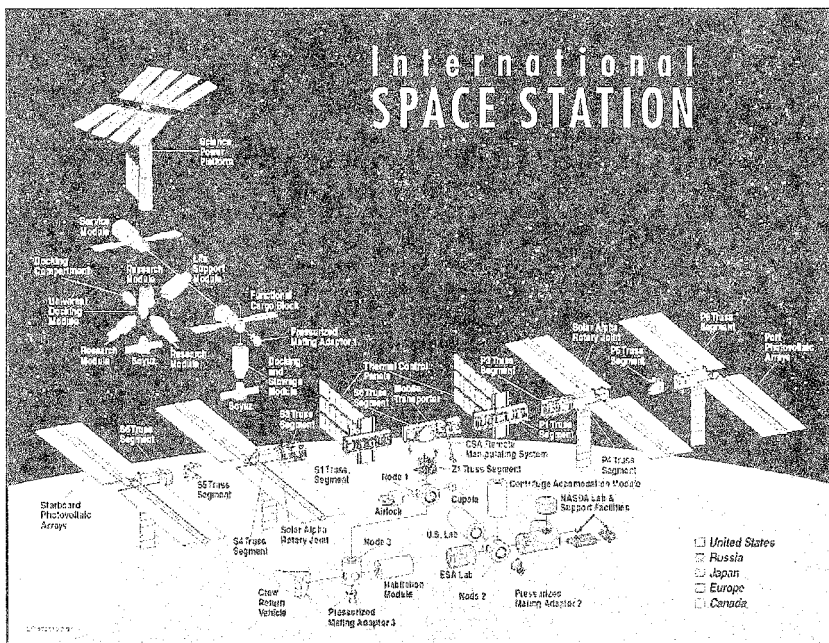 International
SPACE STATION
Science
Power
Platform
Service
Module
Docking
Compartment
Research
Module
Life
Support
Module
Universal
Docking
Module
Functional
Cargo Block
Pressurized
Mating Adaptor 1
Research
Module
Soyuz
Research
Module
Docking
and
Stowage
Module
Soyuz
Thermal Control
Panels
S0 Truss
Segment
Mobile
Transporter
P3 Truss
Segment
Solar Alpha
Rotary Joint
P5 Truss
Segment
P6 Truss
Segment
Port
Photovoltaic
Arrays
S6 Truss
Segment
S3 Truss
Segment
P1 Truss
Segment
CSA Remote
Manipulating System
S1 Truss
Segment
Node 1
Z1 Truss Segment
P4 Truss
Segment
Starboard
Photovoltaic
Arrays
S5 Truss
Segment
Airlock
Cupola
Centrifuge Accomodation Module
NASDA Lab &
Support Facilities
S4 Truss
Segment
Solar Alpha
Rotary Joint
Node 3
U.S. Lab
Crew
Return
Vehicle
Habitation
Module
ESA Lab
Node 2
Pressurized
Mating Adaptor 3
Pressurized
Mating Adaptor 2
United States
Russia
Japan
Europe
Canada